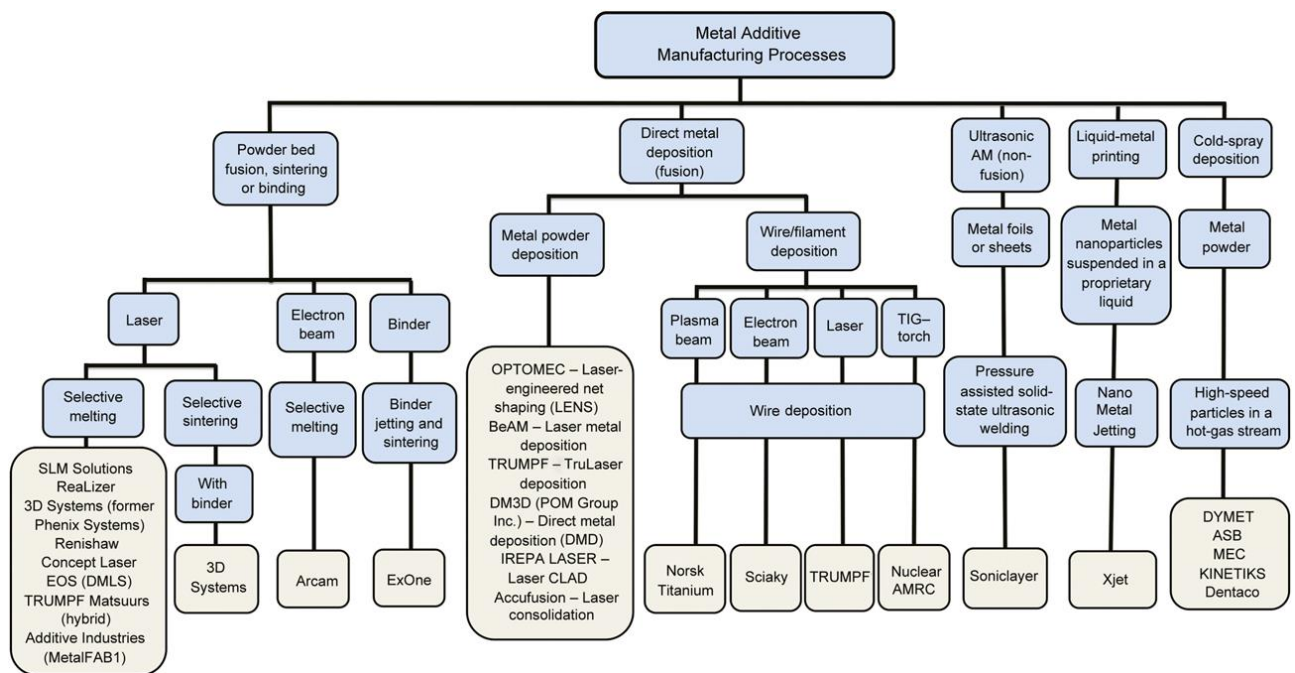 Metal Additive
Manufacturing Processes
Powder bed
fusion, sintering
or binding
Direct metal
deposition
(fusion)
Ultrasonic
AM (non-
fusion)
Liquid-metal
printing
Cold-spray
deposition
Metal powder
deposition
Wire/filament
deposition
Metal foils
or sheets
Metal
nanoparticles
suspended in a
proprietary
liquid
Metal
powder
Laser
Electron
beam
Binder
Plasma
beam
Electron
beam
Laser
TIG–
torch
Selective
melting
Selective
sintering
Selective
melting
Binder
jetting and
sintering
Wire deposition
Pressure
assisted solid-
state ultrasonic
welding
Nano
Metal
Jetting
High-speed
particles in a
hot-gas stream
With
binder
SLM Solutions
ReaLizer
3D Systems (former
Phenix Systems)
Renishaw
Concept Laser
EOS (DMLS)
TRUMPF Matsuurs
(hybrid)
Additive Industries
(MetalFAB1)
3D
Systems
Arcam
ExOne
OPTOMEC – Laser-
engineered net
shaping (LENS)
BeAM – Laser metal
deposition
TRUMPF – TruLaser
deposition
DM3D (POM Group
Inc.) – Direct metal
deposition (DMD)
IREPA LASER –
Laser CLAD
Accufusion – Laser
consolidation
Norsk
Titanium
Sciaky
TRUMPF
Nuclear
AMRC
Soniclayer
Xjet
DYMET
ASB
MEC
KINETIKS
Dentaco